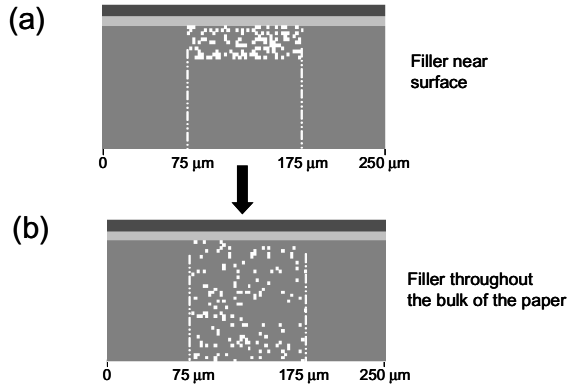 (a)
Filler near
surface
0 75 µm 175 µm 250 µm
(b)
Filler throughout
the bulk of the paper
0 75 µm 175 µm 250 µm